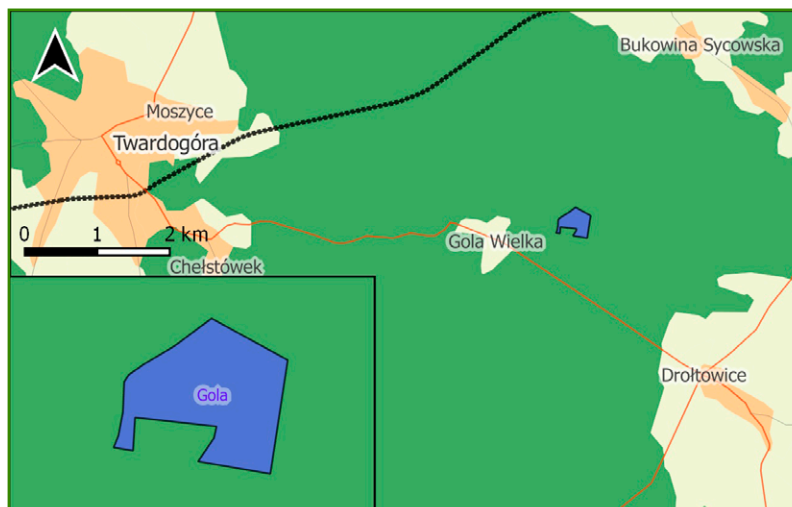 Bukowina Sycowska
Moszyce
Twardogóra
0 1 2 km
Gola Wielka
Chełstówek
Drołtowice
Gola